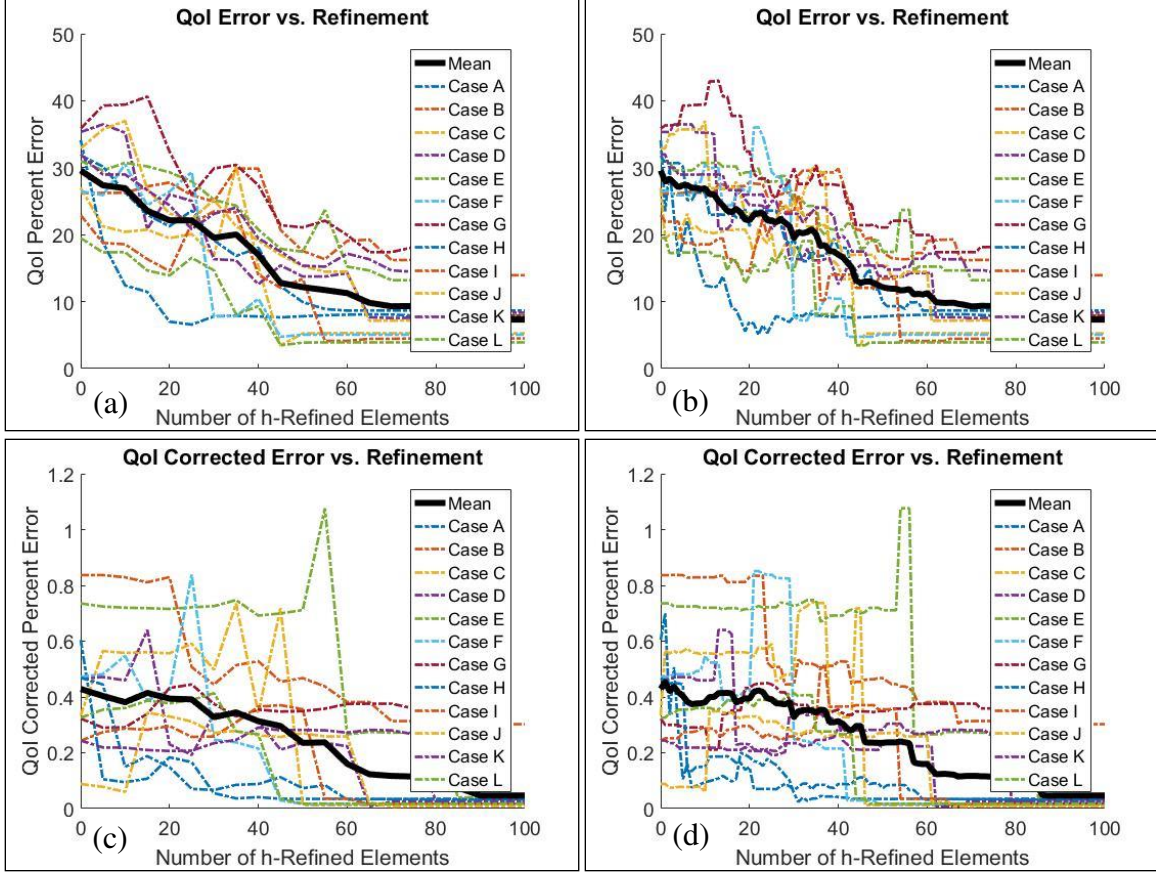 QoI Error vs. Refinement
50
40
30
20
10
0
0
20
40
60
80
100
QoI Percent Error
Number of h-Refined Elements
Mean
Case A
Case B
Case C
Case D
Case E
Case F
Case G
Case H
Case I
Case J
Case K
Case L
(a)
QoI Error vs. Refinement
50
40
30
20
10
0
0
20
40
60
80
100
QoI Percent Error
Number of h-Refined Elements
Mean
Case A
Case B
Case C
Case D
Case E
Case F
Case G
Case H
Case I
Case J
Case K
Case L
(b)
QoI Corrected Error vs. Refinement
1.2
1
0.8
0.6
0.4
0.2
0
0
20
40
60
80
100
QoI Corrected Percent Error
Number of h-Refined Elements
Mean
Case A
Case B
Case C
Case D
Case E
Case F
Case G
Case H
Case I
Case J
Case K
Case L
(c)
QoI Corrected Error vs. Refinement
1.2
1
0.8
0.6
0.4
0.2
0
0
20
40
60
80
100
QoI Corrected Percent Error
Number of h-Refined Elements
Mean
Case A
Case B
Case C
Case D
Case E
Case F
Case G
Case H
Case I
Case J
Case K
Case L
(d)